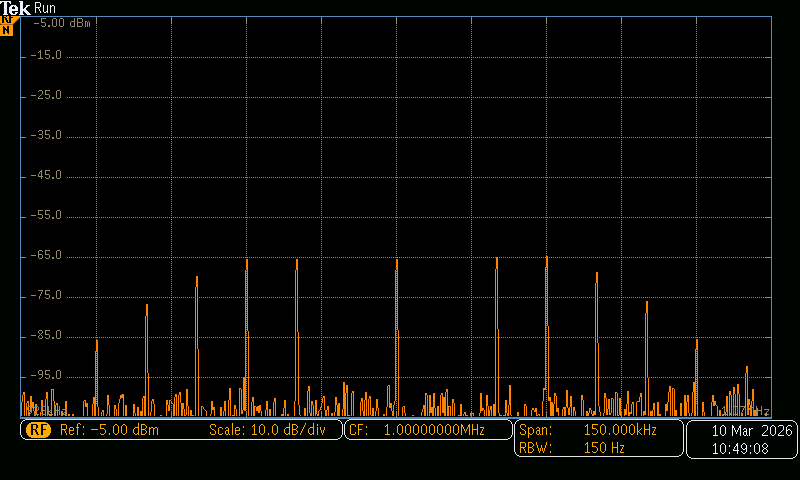 Tek Run
RF
N
-5.00 dBm
-15.0
-25.0
-35.0
-45.0
-55.0
-65.0
-75.0
-85.0
-95.0
RF Ref: -5.00 dBm Scale: 10.0 dB/div CF: 1.00000000MHz Span: 150.000kHz
RBW: 150 Hz
10 Mar 2026
10:49:08